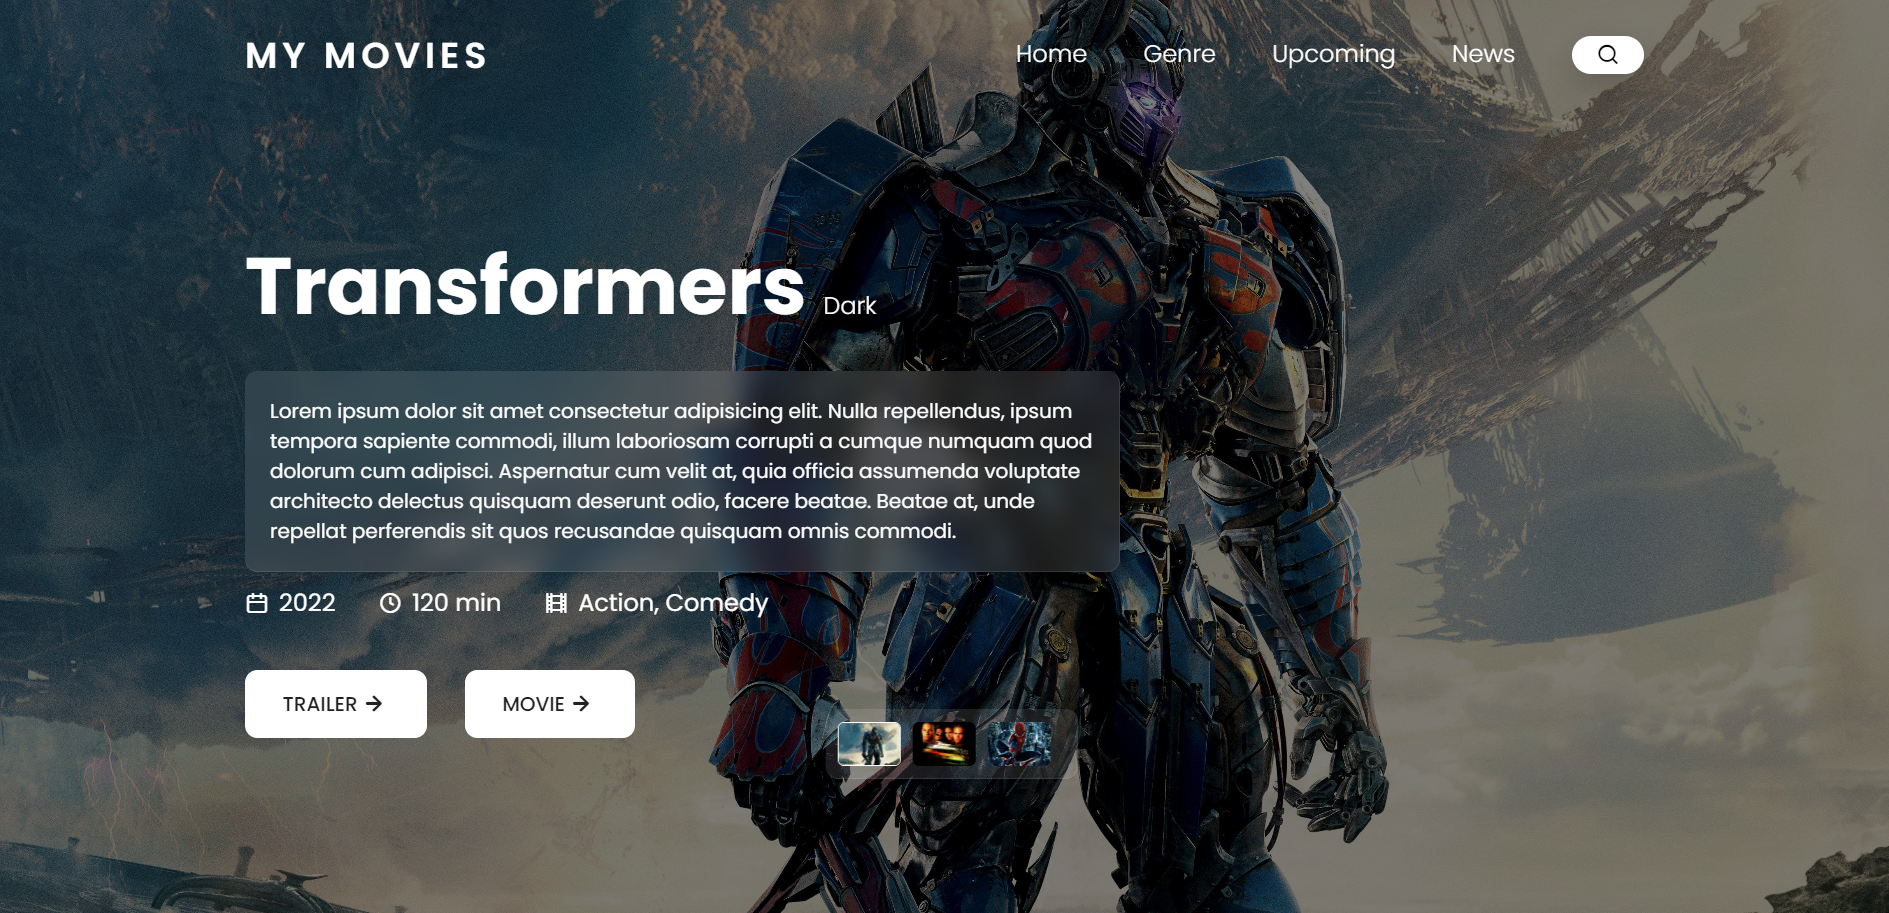 MY MOVIES
Home Genre Upcoming News
Transformers Dark
Lorem ipsum dolor sit amet consectetur adipisicing elit. Nulla repellendus, ipsum
tempora sapiente commodi, illum laboriosam corrupti a cumque numquam quod
dolorum cum adipisci. Aspernatur cum velit at, quia officia assumenda voluptate
architecto delectus quisquam deserunt odio, facere beatae. Beatae at, unde
repellat perferendis sit quos recusandae quisquam omnis commodi.
2022 120 min Action, Comedy
TRAILER → MOVIE →